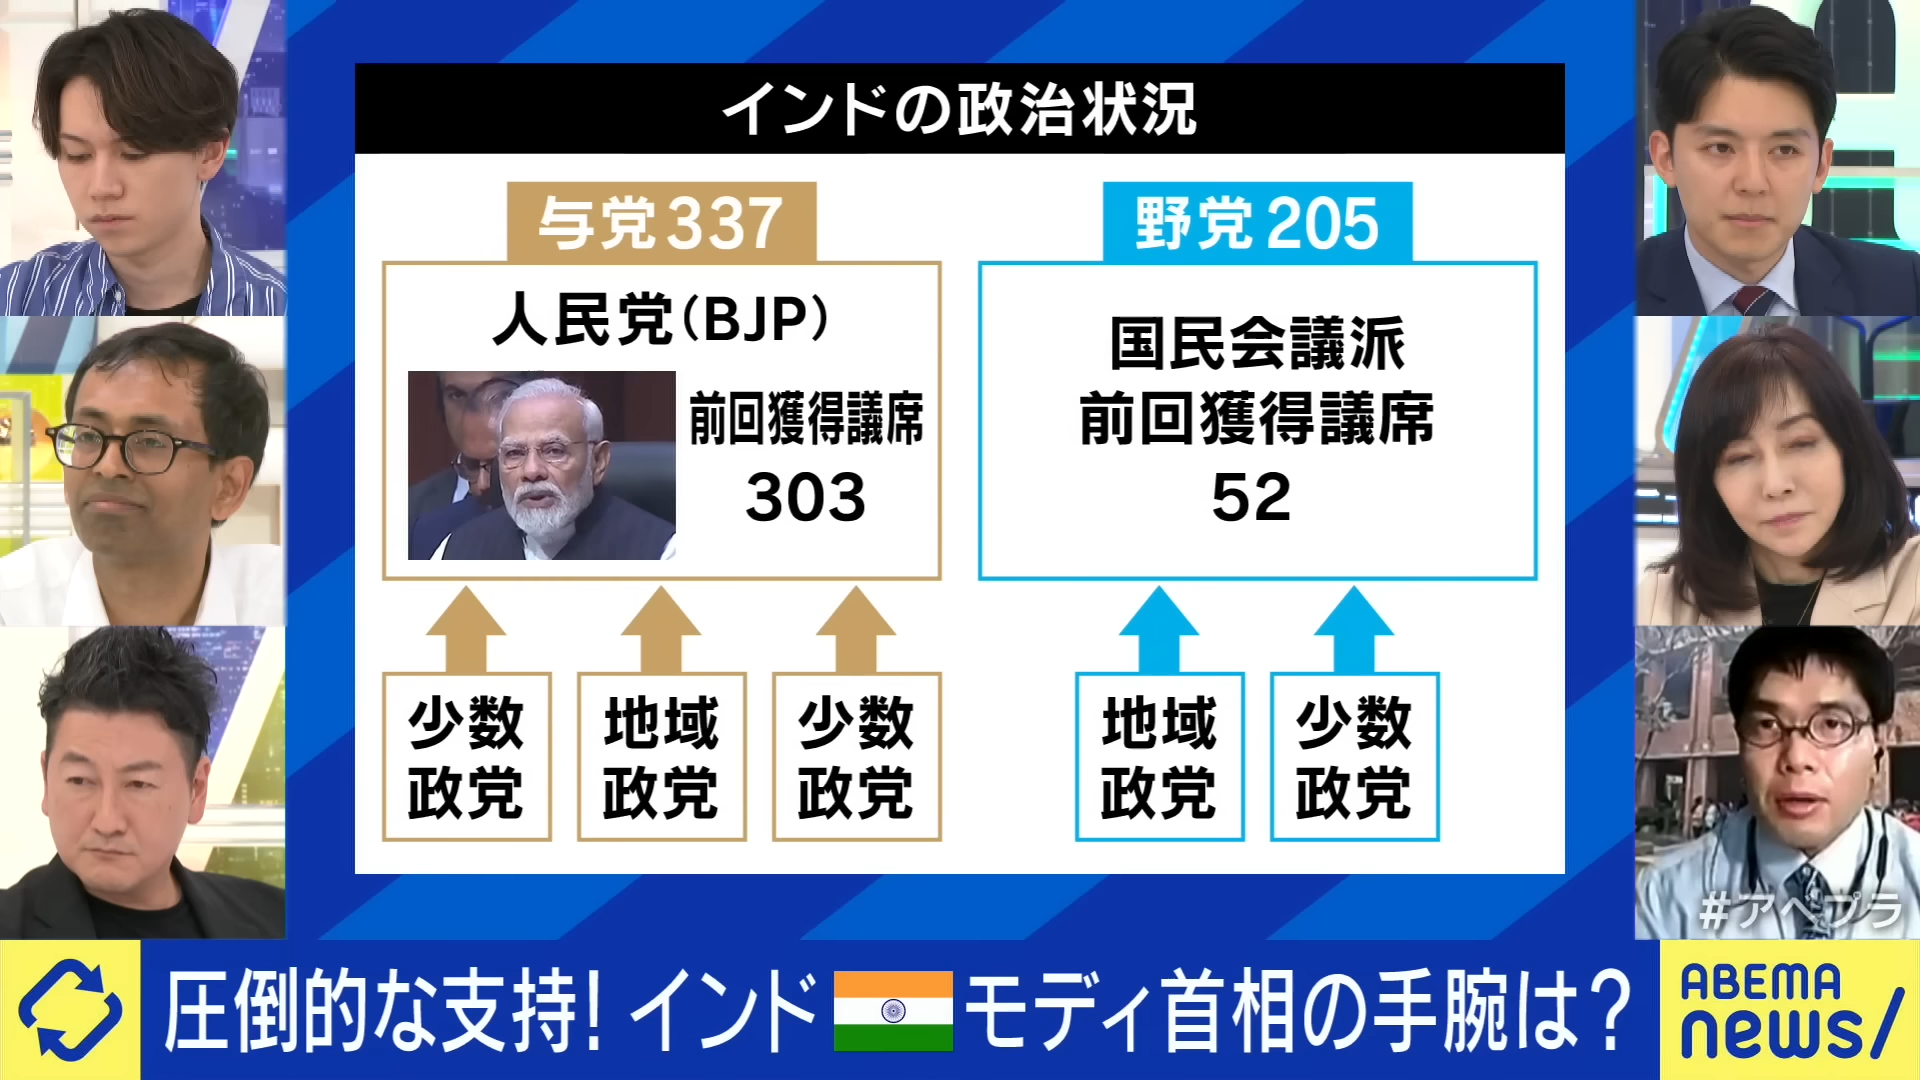 インドの政治状況
与党337
人民党(BJP)
前回獲得議席
303
少数
政党
地域
政党
少数
政党
野党205
国民会議派
前回獲得議席
52
地域
政党
少数
政党
#アベプラ
圧倒的な支持! インド モディ首相の手腕は?
ABEMA
news/